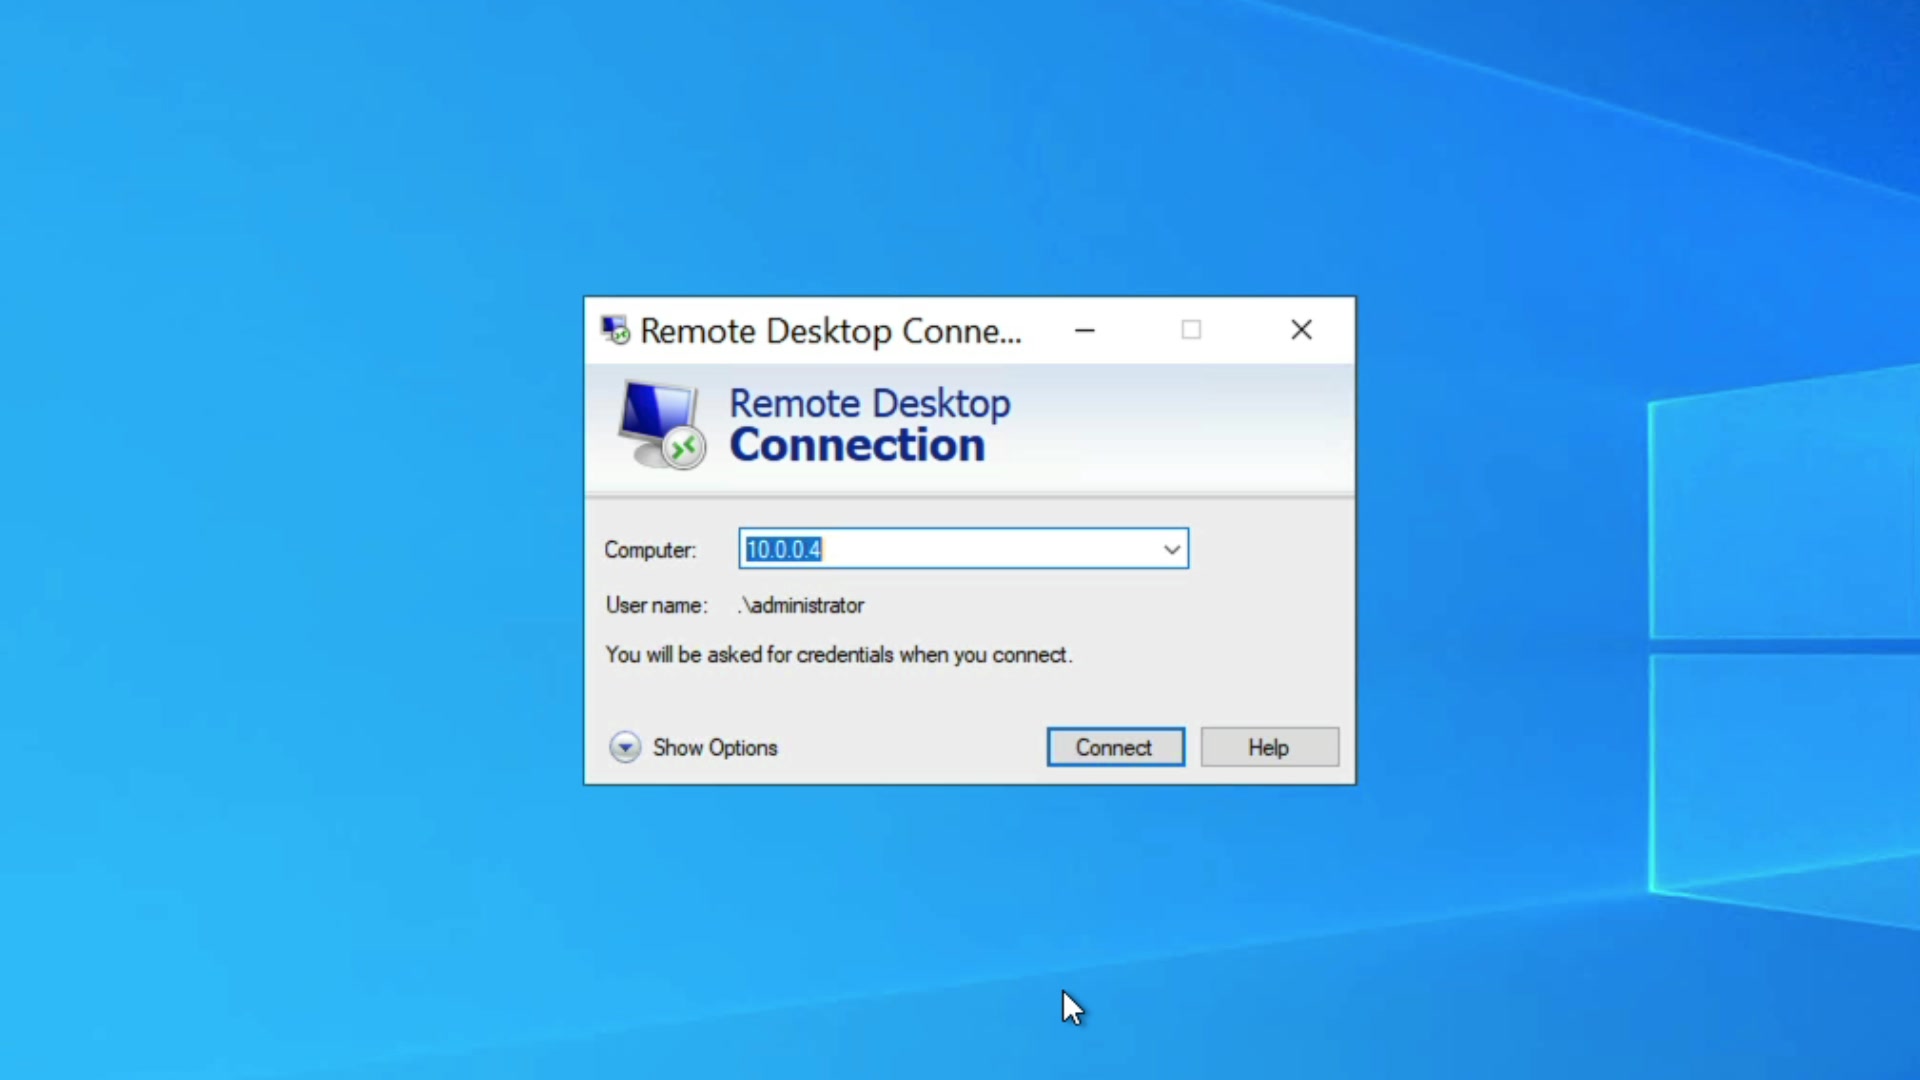 Remote Desktop Conne...
Remote Desktop
Connection
Computer: 10.0.0.4
User name: .\administrator
You will be asked for credentials when you connect.
Show Options Connect Help